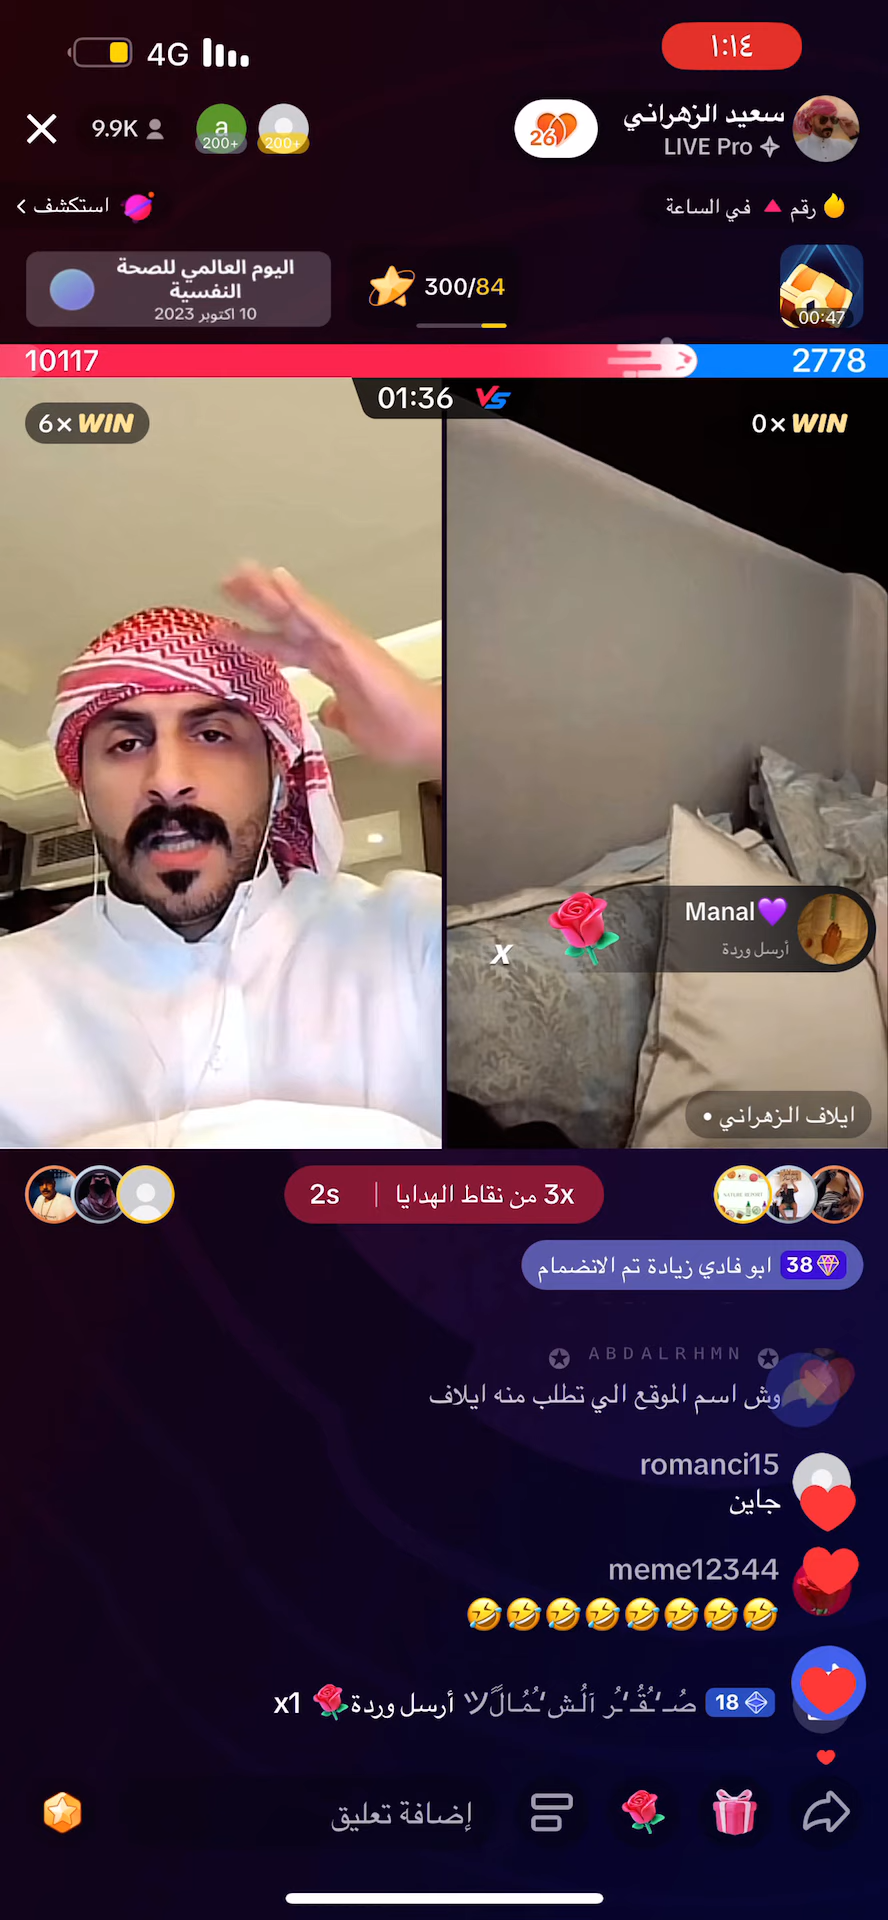 4G
١:١٤
سعيد الزهراني
LIVE Pro
26
a
200+
200+
9.9K
رقم
في الساعة
استكشف
00:47
300/84
اليوم العالمي للصحة
النفسية
10 اكتوبر 2023
10117
2778
01:36
VS
6× WIN
0× WIN
Manal💜
أرسل وردة
x
ايلاف الزهراني
3x من نقاط الهدايا | 2s
38 ابو فادي زيادة تم الانضمام
ABDALRHMN
وش اسم الموقع الي تطلب منه ايلاف
romanci15
جاين
meme12344
🤣🤣🤣🤣🤣🤣🤣🤣
18
أرسل وردة🌹 x1
إضافة تعليق